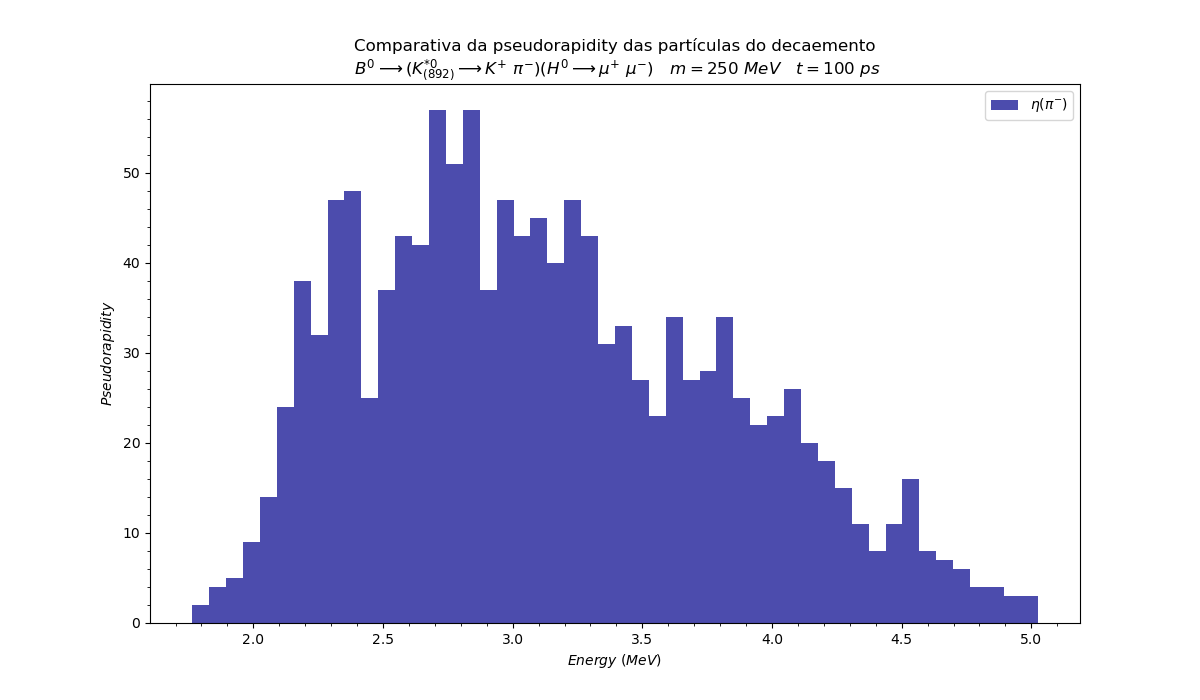 Comparativa da pseudorapidity das partículas do decaemento
B⁰ ⟶ (K*⁰₍₈₉₂₎ ⟶ K⁺ π⁻)(H⁰ ⟶ μ⁺ μ⁻) m = 250 MeV t = 100 ps
η(π⁻)
Pseudorapidity
50
40
30
20
10
0
2.0 2.5 3.0 3.5 4.0 4.5 5.0
Energy (MeV)